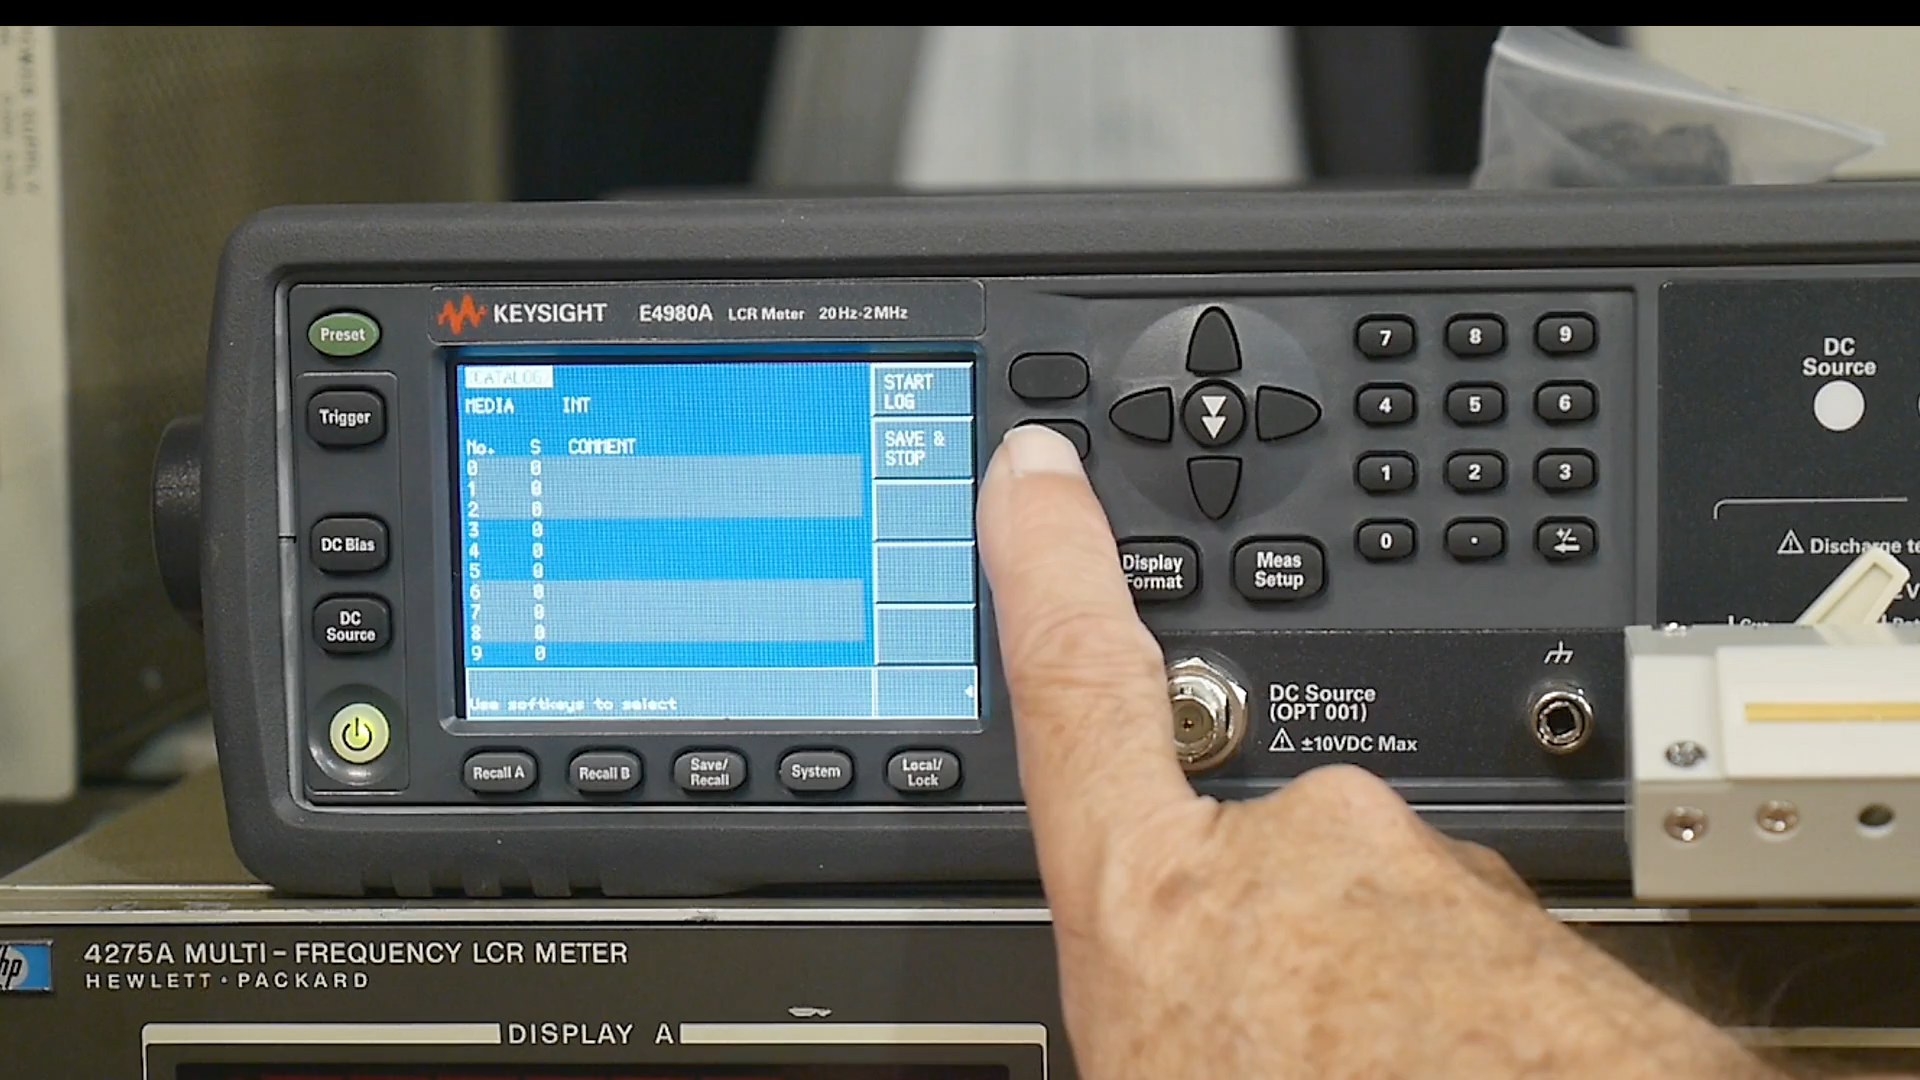 KEYSIGHT E4980A LCR Meter 20Hz-2MHz
Preset
Trigger
DC Bias
DC Source
<CATALOG>
MEDIA INT
No. S COMMENT
0 0
1 0
2 0
3 0
4 0
5 0
6 0
7 0
8 0
9 0
Use softkeys to select
START LOG
SAVE & STOP
Recall A
Recall B
Save/ Recall
System
Local/ Lock
Display Format
Meas Setup
7 8 9
4 5 6
1 2 3
0 .
DC Source
Discharge
DC Source
(OPT 001)
±10VDC Max
hp
4275A MULTI-FREQUENCY LCR METER
HEWLETT·PACKARD
DISPLAY A